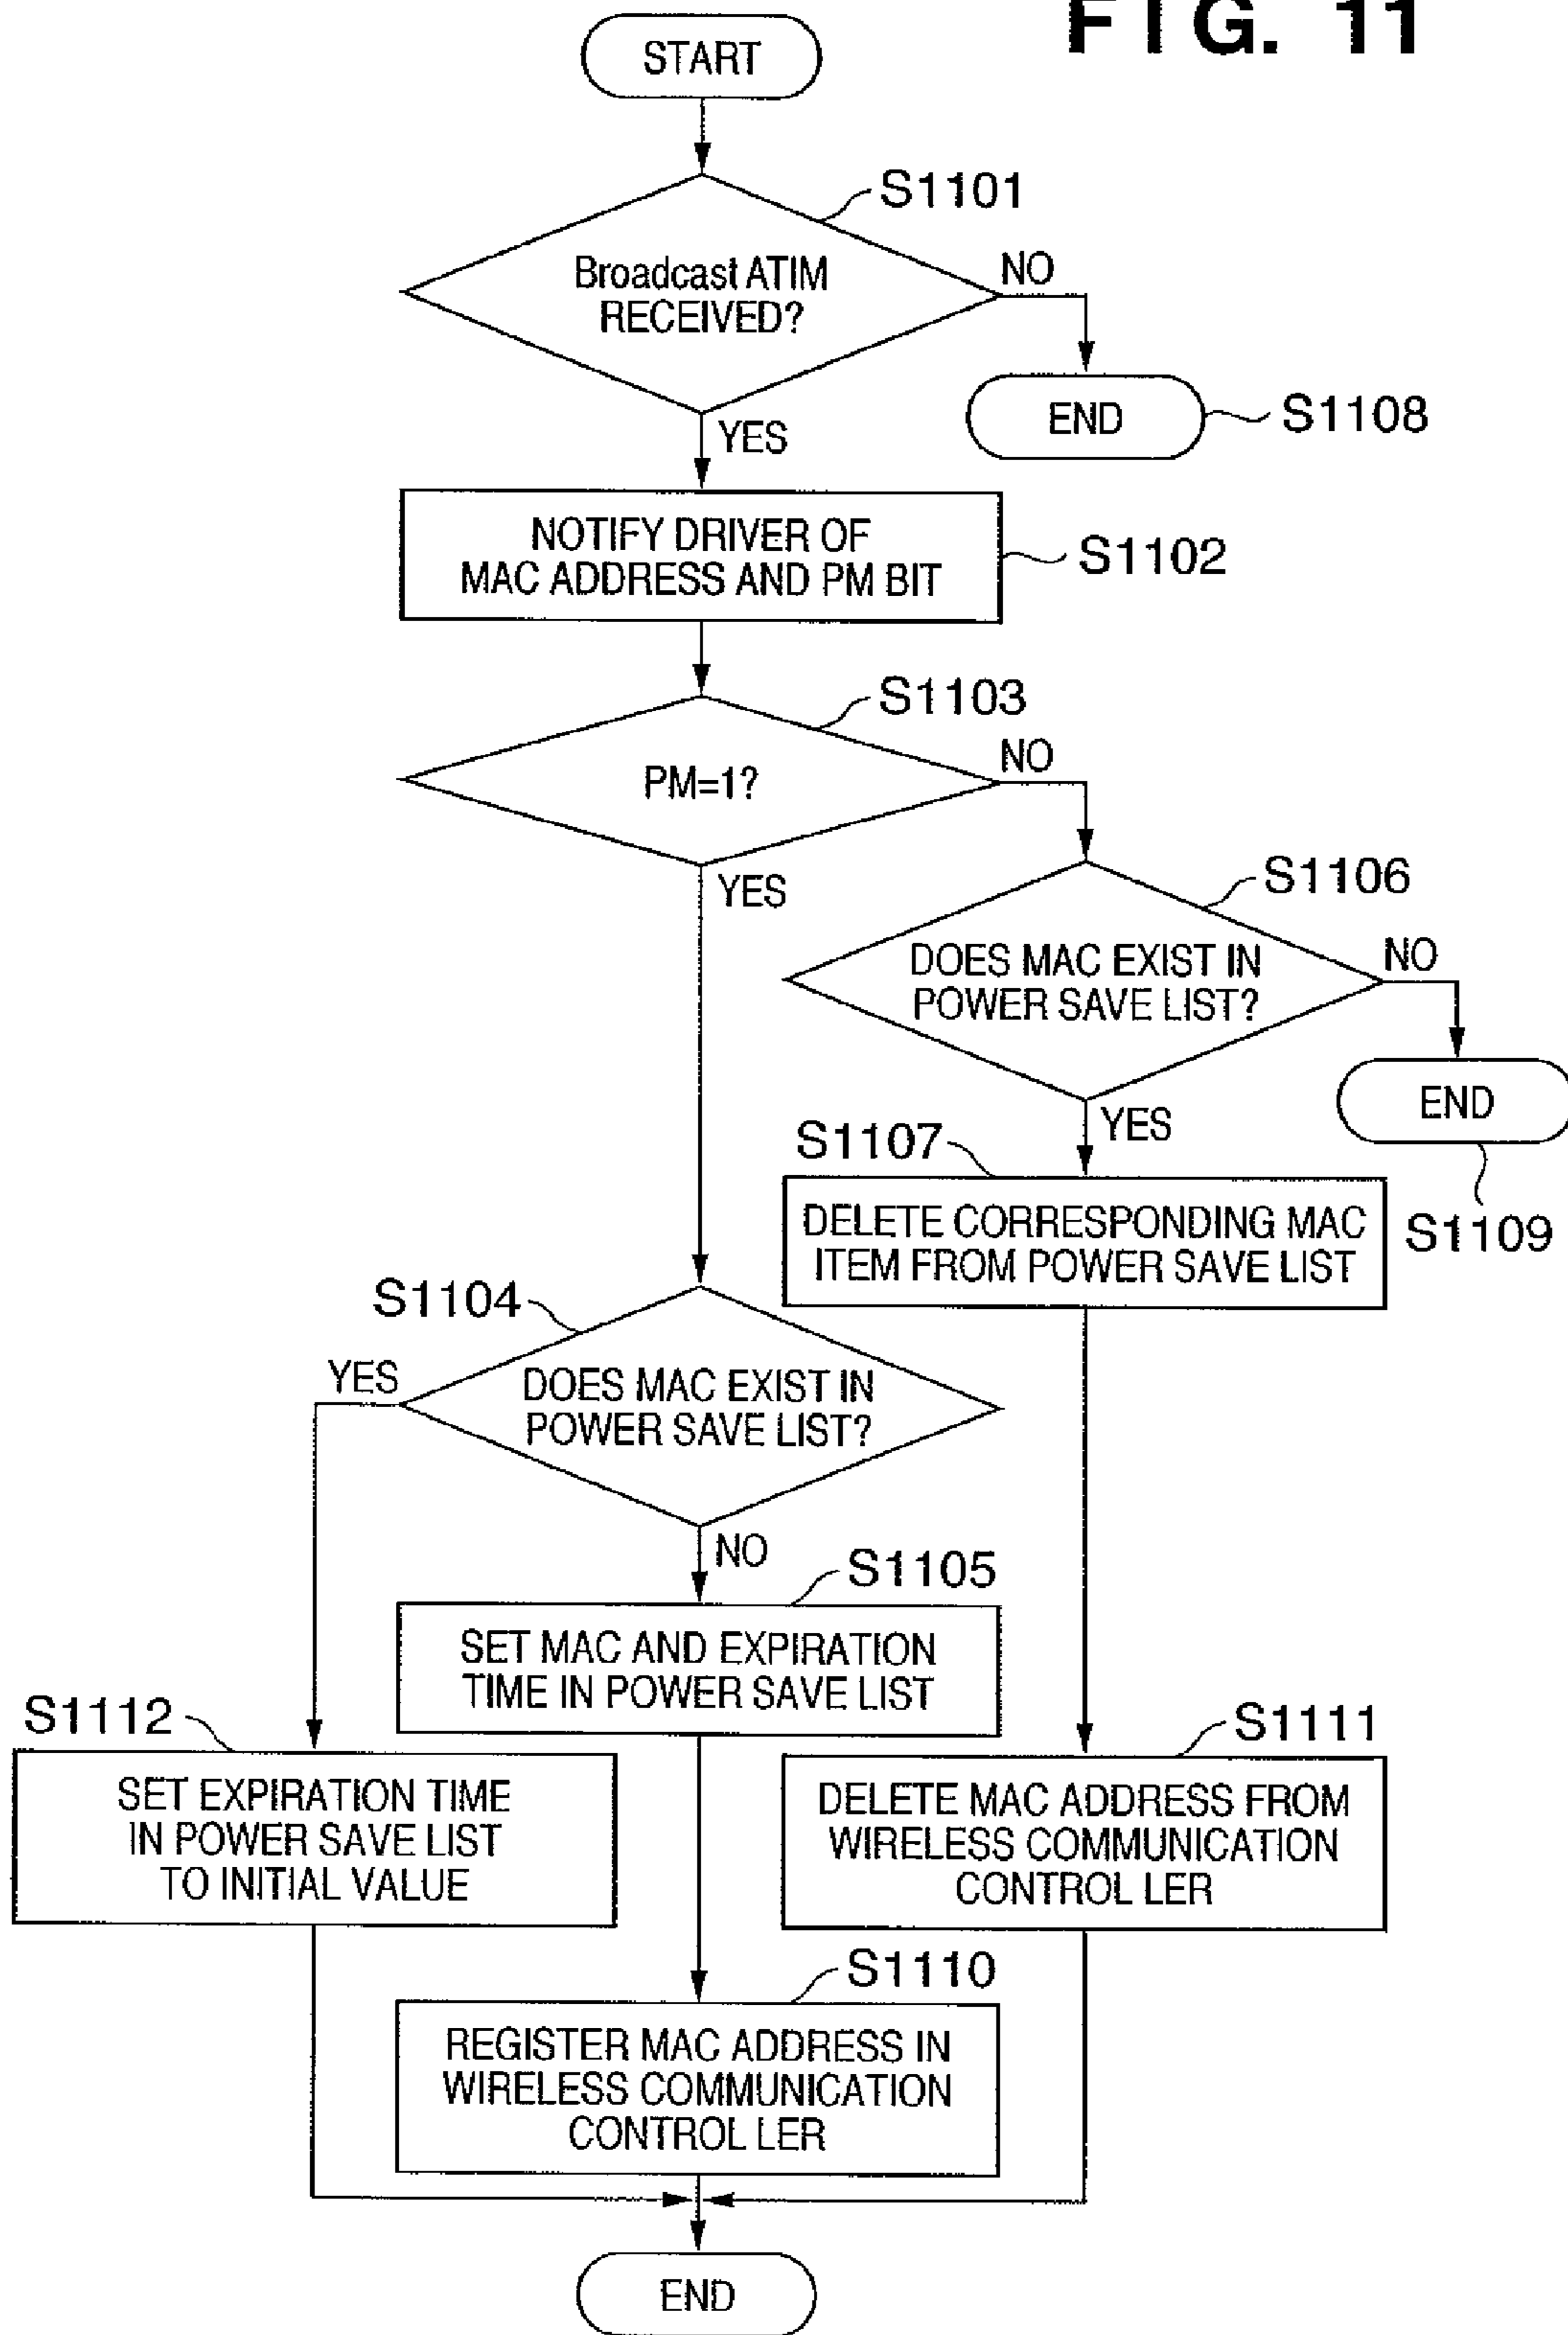 FIG. 11
START
S1101
Broadcast ATIM
RECEIVED?
NO
END
S1108
YES
NOTIFY DRIVER OF
MAC ADDRESS AND PM BIT
S1102
S1103
PM=1?
NO
YES
S1106
DOES MAC EXIST IN
POWER SAVE LIST?
NO
END
S1109
YES
S1107
DELETE CORRESPONDING MAC
ITEM FROM POWER SAVE LIST
S1104
DOES MAC EXIST IN
POWER SAVE LIST?
YES
NO
S1105
SET MAC AND EXPIRATION
TIME IN POWER SAVE LIST
S1112
SET EXPIRATION TIME
IN POWER SAVE LIST
TO INITIAL VALUE
S1111
DELETE MAC ADDRESS FROM
WIRELESS COMMUNICATION
CONTROL LER
S1110
REGISTER MAC ADDRESS IN
WIRELESS COMMUNICATION
CONTROL LER
END